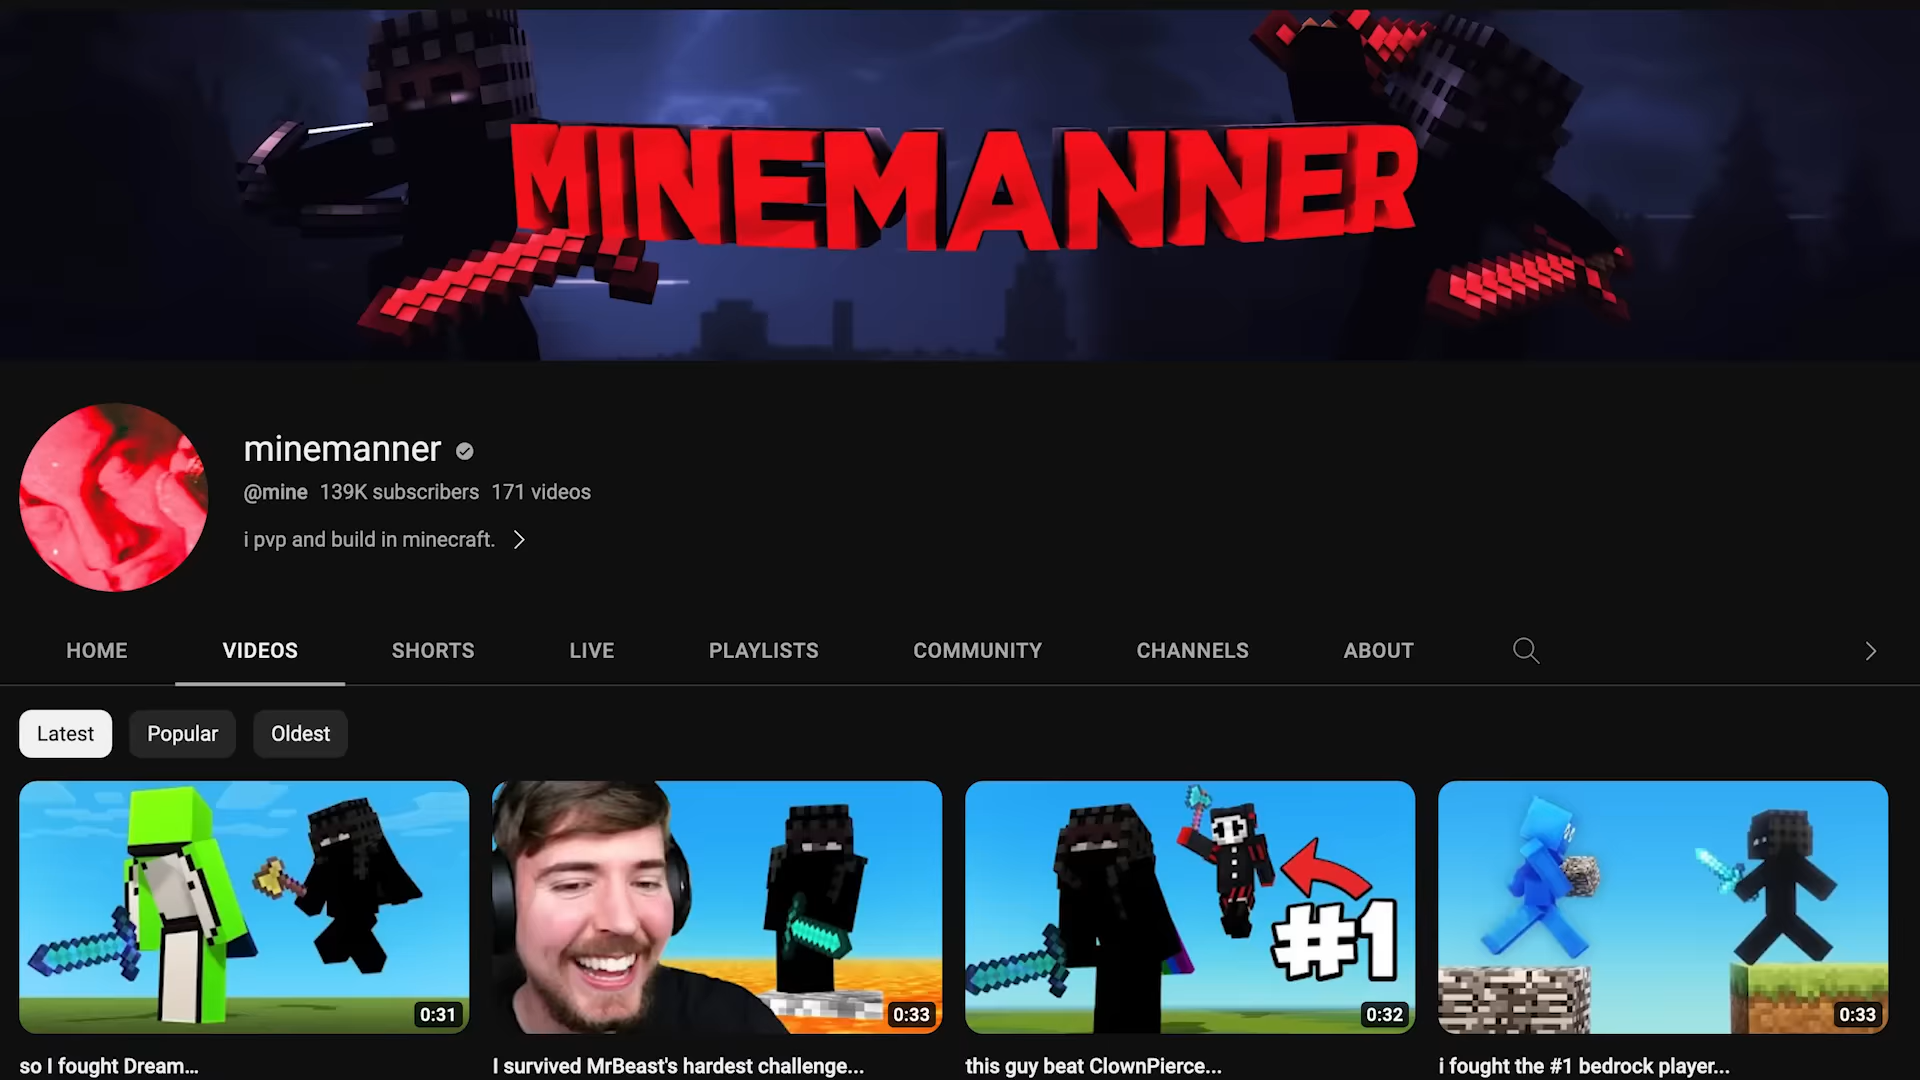 MINEMANNER
minemanner
@mine 139K subscribers 171 videos
i pvp and build in minecraft.
HOME VIDEOS SHORTS LIVE PLAYLISTS COMMUNITY CHANNELS ABOUT
Latest Popular Oldest
#1
0:31 0:33 0:32 0:33
so I fought Dream... I survived MrBeast's hardest challenge... this guy beat ClownPierce... i fought the #1 bedrock player...